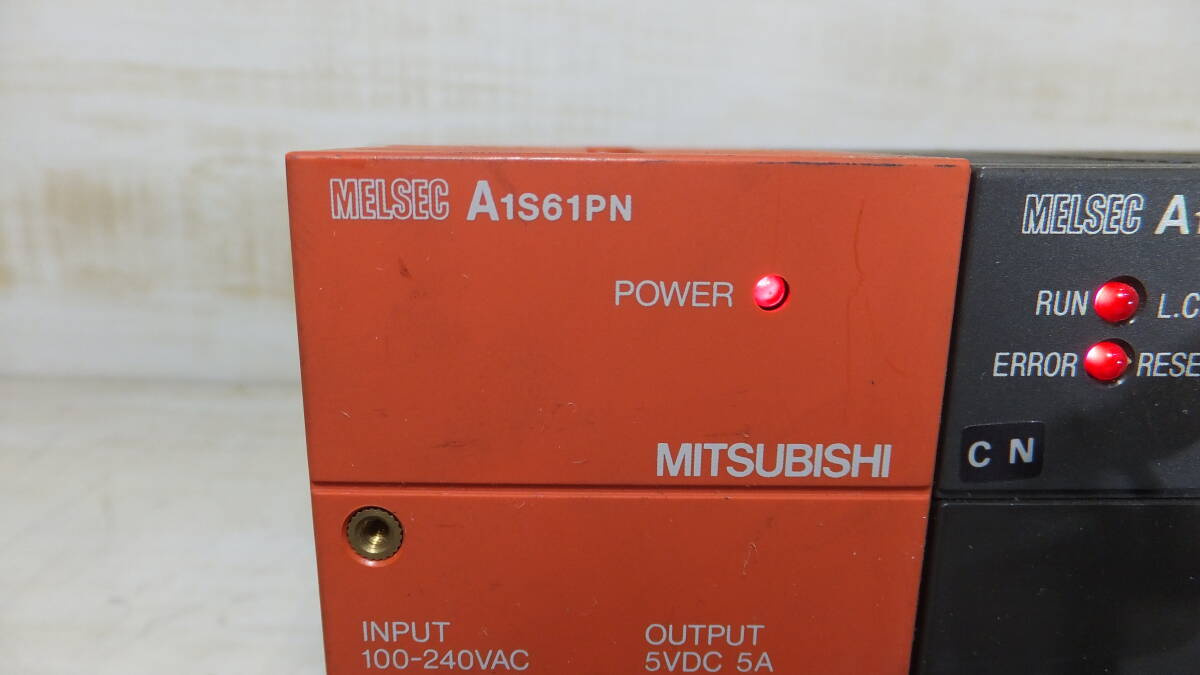 MELSEC A1S61PN
POWER
MITSUBISHI
INPUT
100-240VAC
OUTPUT
5VDC 5A
MELSEC
RUN
ERROR
C N